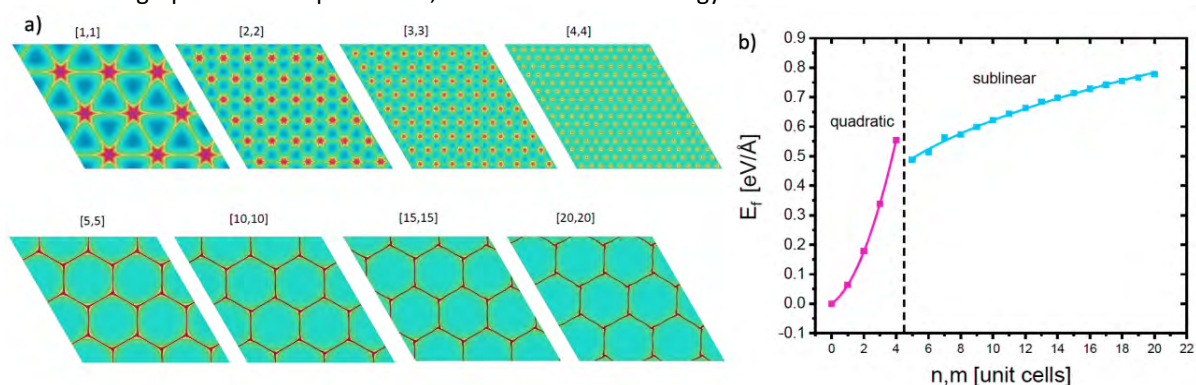 a)
[1,1] [2,2] [3,3] [4,4]
[5,5] [10,10] [15,15] [20,20]
b)
E_f [eV/Å]
0.9
0.8
0.7
0.6
0.5
0.4
0.3
0.2
0.1
0.0
-0.1
quadratic
sublinear
0 2 4 6 8 10 12 14 16 18 20 22
n,m [unit cells]